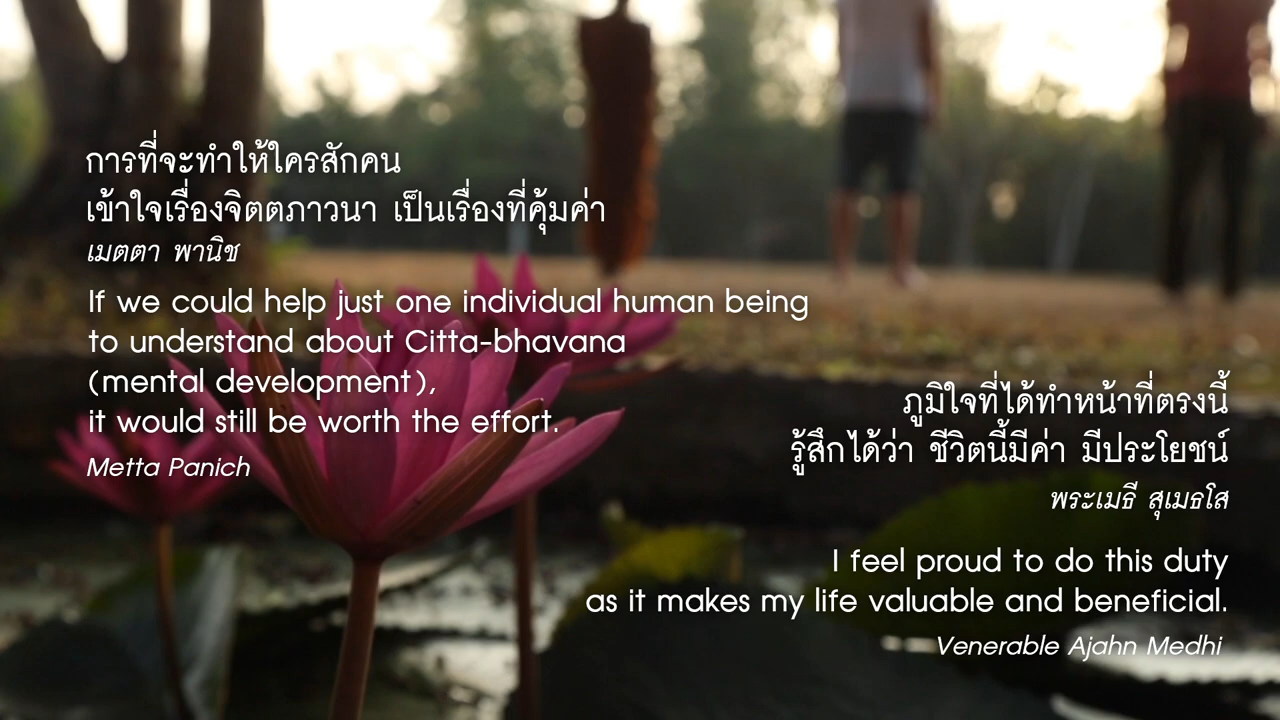 การที่จะทำให้ใครสักคน
เข้าใจเรื่องจิตตภาวนา เป็นเรื่องที่คุ้มค่า
เมตตา พานิช
If we could help just one individual human being
to understand about Citta-bhavana
(mental development),
it would still be worth the effort.
Metta Panich
ภูมิใจที่ได้ทำหน้าที่ตรงนี้
รู้สึกได้ว่า ชีวิตนี้มีค่า มีประโยชน์
พระเมธี สุเมธโส
I feel proud to do this duty
as it makes my life valuable and beneficial.
Venerable Ajahn Medhi